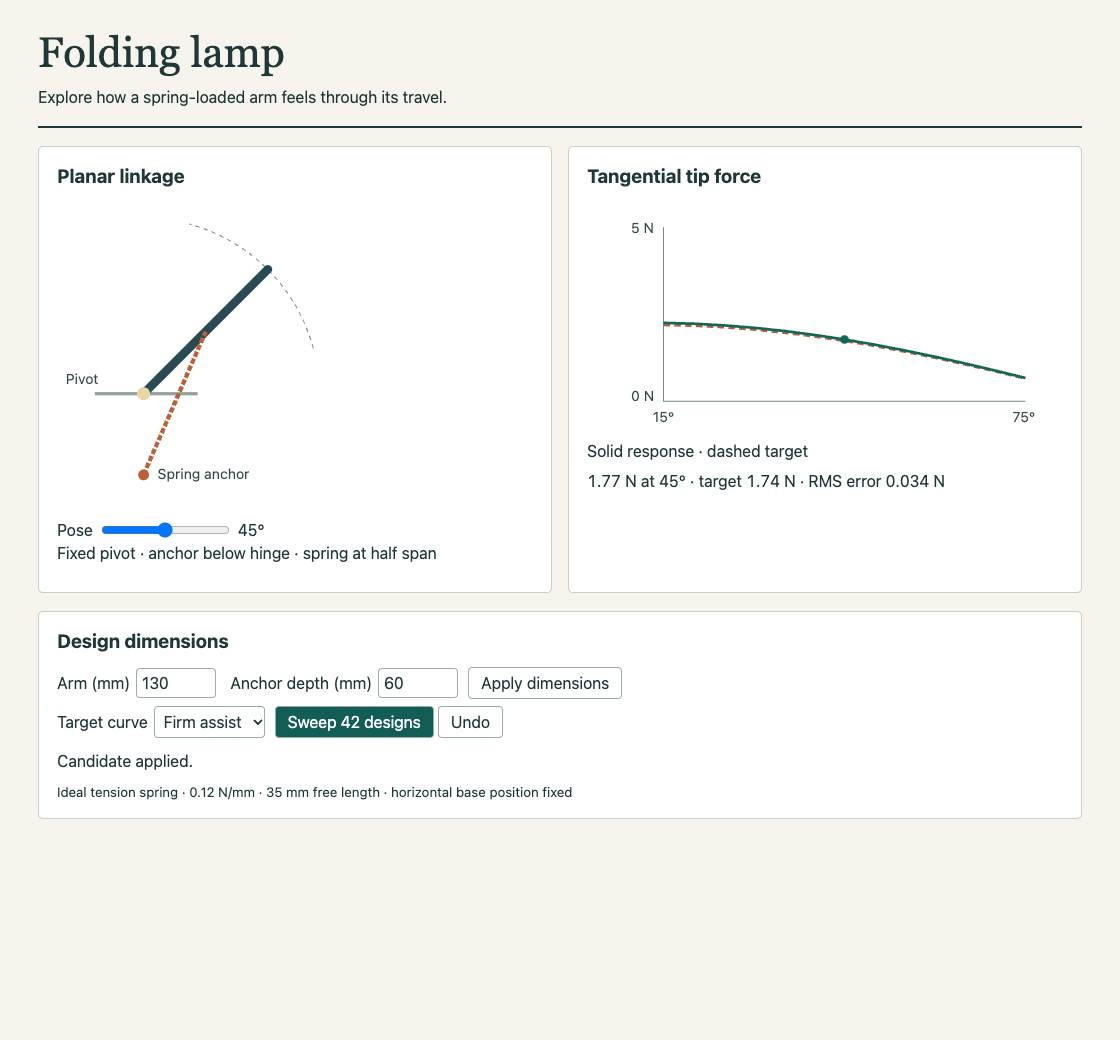 Folding lamp
Explore how a spring-loaded arm feels through its travel.
Planar linkage
Pivot
Spring anchor
Pose 45°
Fixed pivot · anchor below hinge · spring at half span
Tangential tip force
5 N
0 N
15° 75°
Solid response · dashed target
1.77 N at 45° · target 1.74 N · RMS error 0.034 N
Design dimensions
Arm (mm) 130 Anchor depth (mm) 60 Apply dimensions
Target curve Firm assist Sweep 42 designs Undo
Candidate applied.
Ideal tension spring · 0.12 N/mm · 35 mm free length · horizontal base position fixed